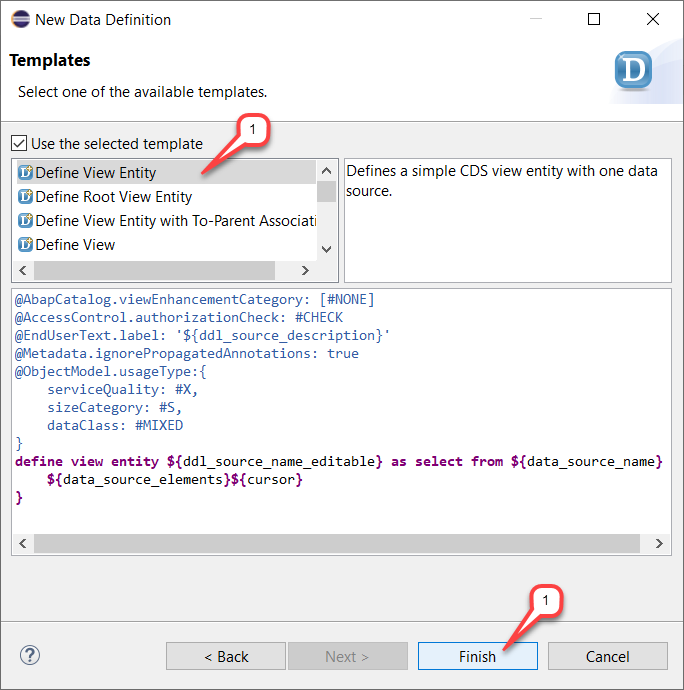 New Data Definition
Templates
Select one of the available templates.
D
1
Use the selected template
Define View Entity
Define Root View Entity
Define View Entity with To-Parent Associati
Define View
Defines a simple CDS view entity with one data
source.
@AbapCatalog.viewEnhancementCategory: [#NONE]
@AccessControl.authorizationCheck: #CHECK
@EndUserText.label: '${ddl_source_description}'
@Metadata.ignorePropagatedAnnotations: true
@ObjectModel.usageType:{
    serviceQuality: #X,
    sizeCategory: #S,
    dataClass: #MIXED
}
define view entity ${ddl_source_name_editable} as select from ${data_source_name}
    ${data_source_elements}${cursor}
}
1
?
< Back
Next >
Finish
Cancel